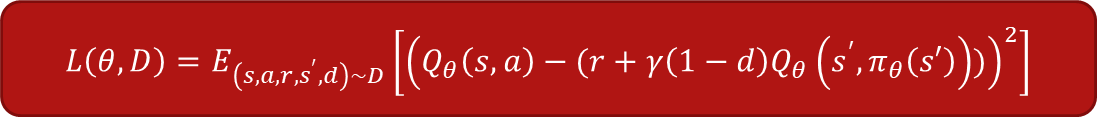 L(θ, D) = E_{(s,a,r,s′,d)~D} [(Q_θ(s, a) − (r + γ(1 − d)Q_θ (s′, π_θ(s′))))²]